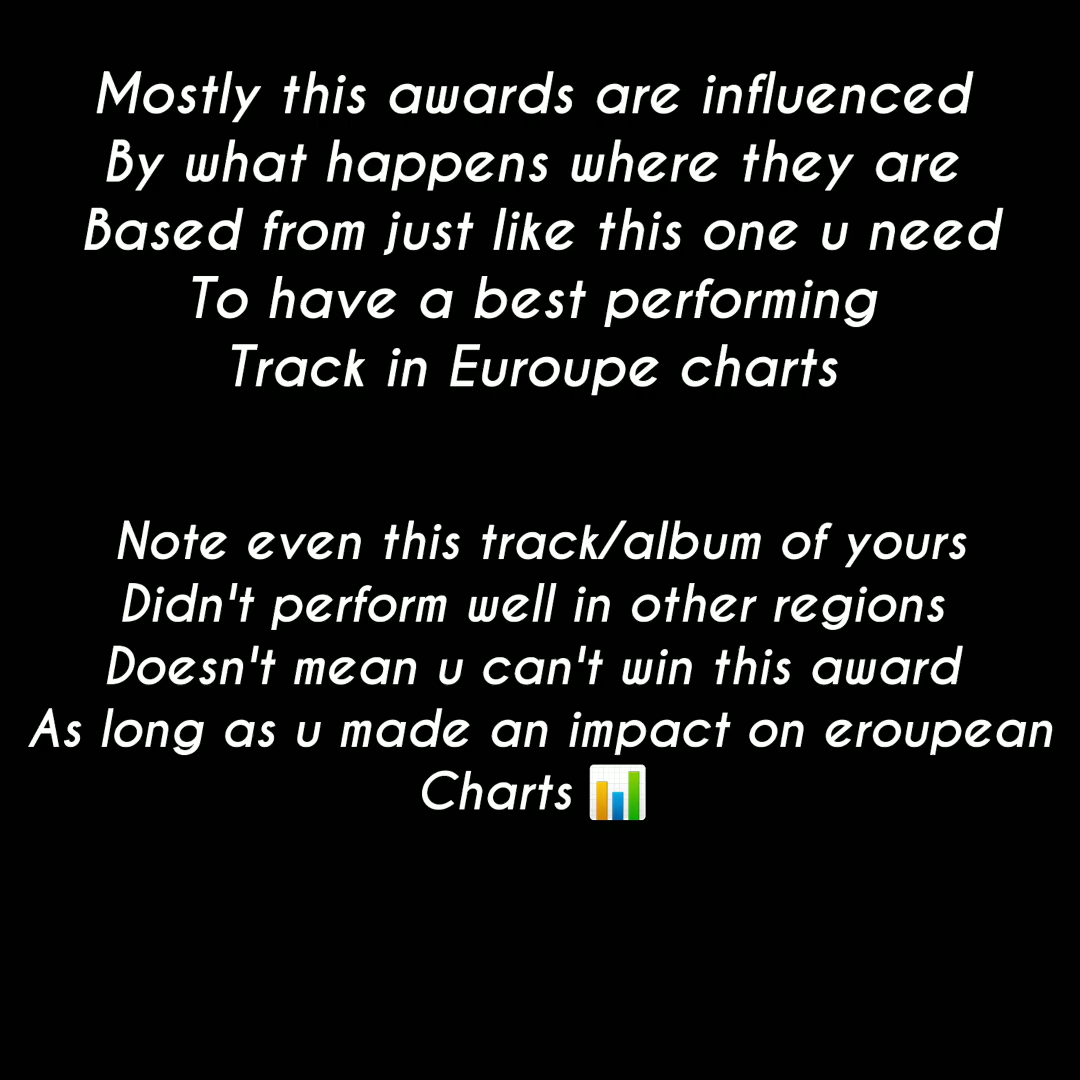 Mostly this awards are influenced
By what happens where they are
Based from just like this one u need
To have a best performing
Track in Euroupe charts
Note even this track/album of yours
Didn't perform well in other regions
Doesn't mean u can't win this award
As long as u made an impact on eroupean
Charts 📊